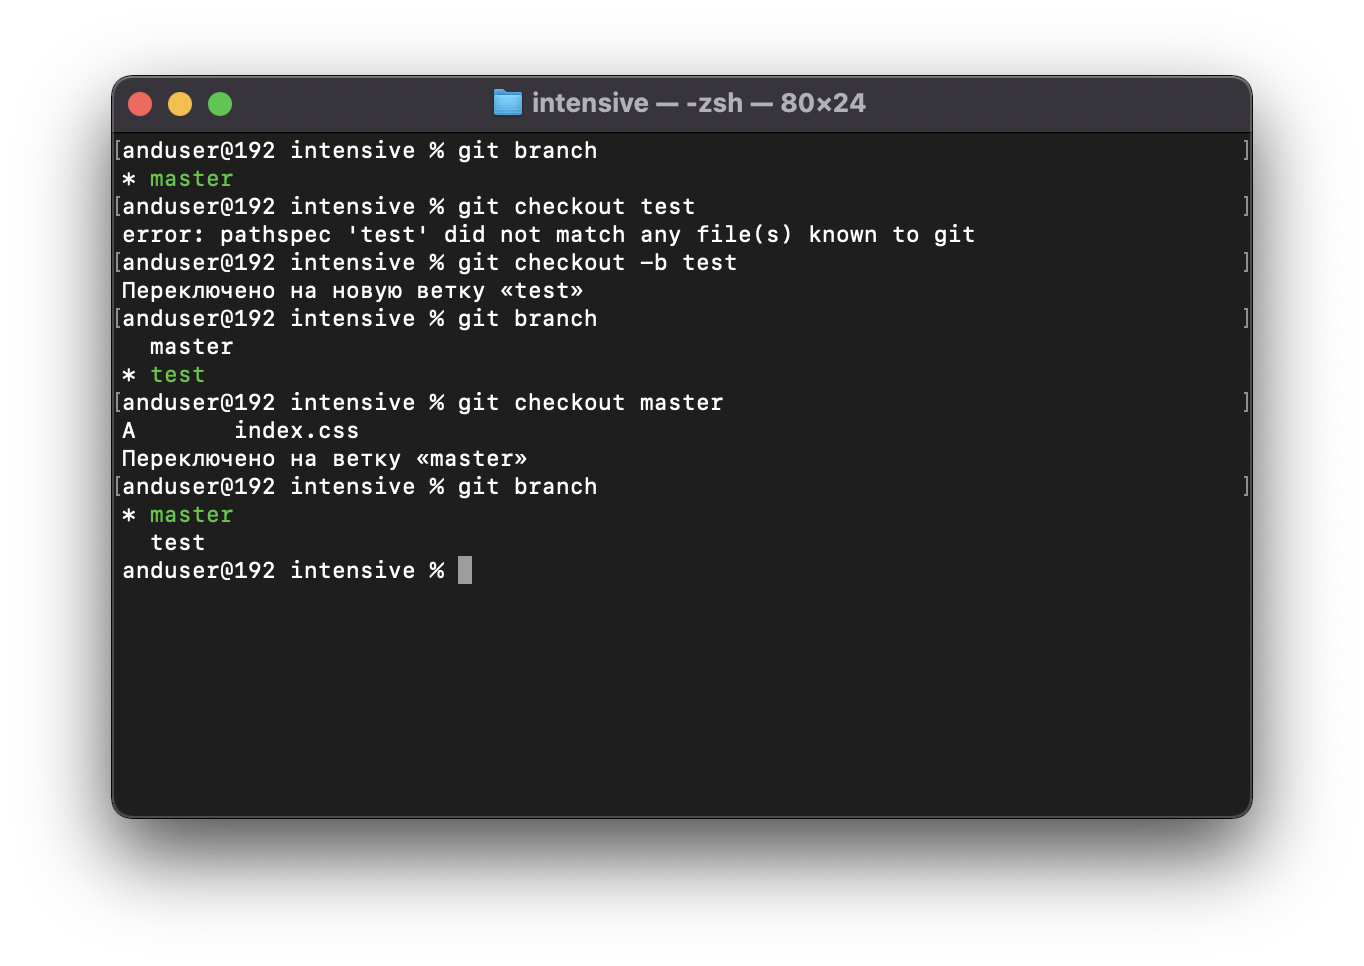 intensive — -zsh — 80×24
[anduser@192 intensive % git branch ]
* master
[anduser@192 intensive % git checkout test ]
error: pathspec 'test' did not match any file(s) known to git
[anduser@192 intensive % git checkout -b test ]
Переключено на новую ветку «test»
[anduser@192 intensive % git branch ]
  master
* test
[anduser@192 intensive % git checkout master ]
A       index.css
Переключено на ветку «master»
[anduser@192 intensive % git branch ]
* master
  test
anduser@192 intensive %